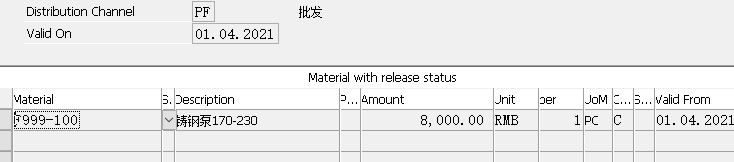 Distribution Channel PF 批发
Valid On 01.04.2021
Material with release status
Material S. Description P... Amount Unit per UoM C... S... Valid From
F999-100 铸钢泵170-230 8,000.00 RMB 1 PC C 01.04.2021